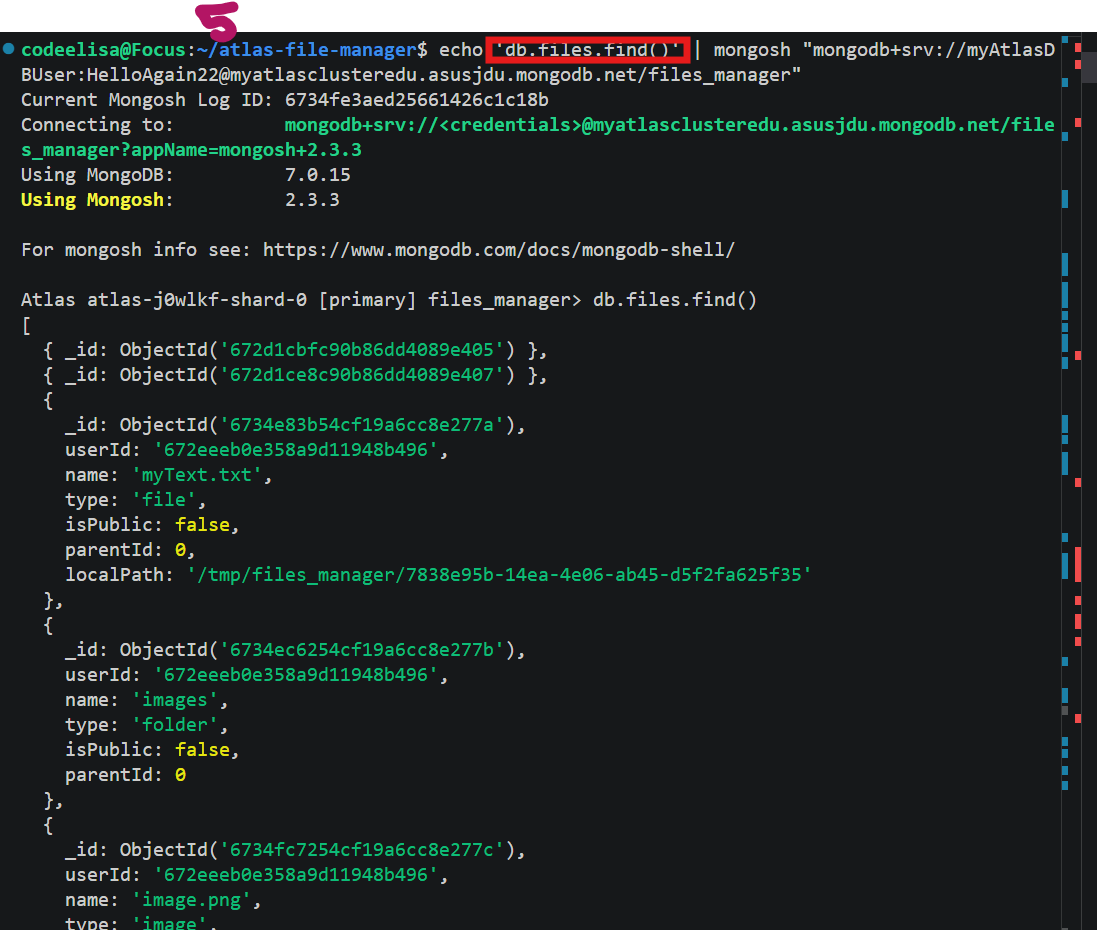 5
codeelisa@Focus:~/atlas-file-manager$ echo 'db.files.find()' | mongosh "mongodb+srv://myAtlasD
BUser:HelloAgain22@myatlasclusteredu.asusjdu.mongodb.net/files_manager"
Current Mongosh Log ID: 6734fe3aed25661426c1c18b
Connecting to: mongodb+srv://<credentials>@myatlasclusteredu.asusjdu.mongodb.net/file
s_manager?appName=mongosh+2.3.3
Using MongoDB: 7.0.15
Using Mongosh: 2.3.3
For mongosh info see: https://www.mongodb.com/docs/mongodb-shell/
Atlas atlas-j0wlkf-shard-0 [primary] files_manager> db.files.find()
[
{ _id: ObjectId('672d1cbfc90b86dd4089e405') },
{ _id: ObjectId('672d1ce8c90b86dd4089e407') },
{
_id: ObjectId('6734e83b54cf19a6cc8e277a'),
userId: '672eeeb0e358a9d11948b496',
name: 'myText.txt',
type: 'file',
isPublic: false,
parentId: 0,
localPath: '/tmp/files_manager/7838e95b-14ea-4e06-ab45-d5f2fa625f35'
},
{
_id: ObjectId('6734ec6254cf19a6cc8e277b'),
userId: '672eeeb0e358a9d11948b496',
name: 'images',
type: 'folder',
isPublic: false,
parentId: 0
},
{
_id: ObjectId('6734fc7254cf19a6cc8e277c'),
userId: '672eeeb0e358a9d11948b496',
name: 'image.png',
type: 'image',